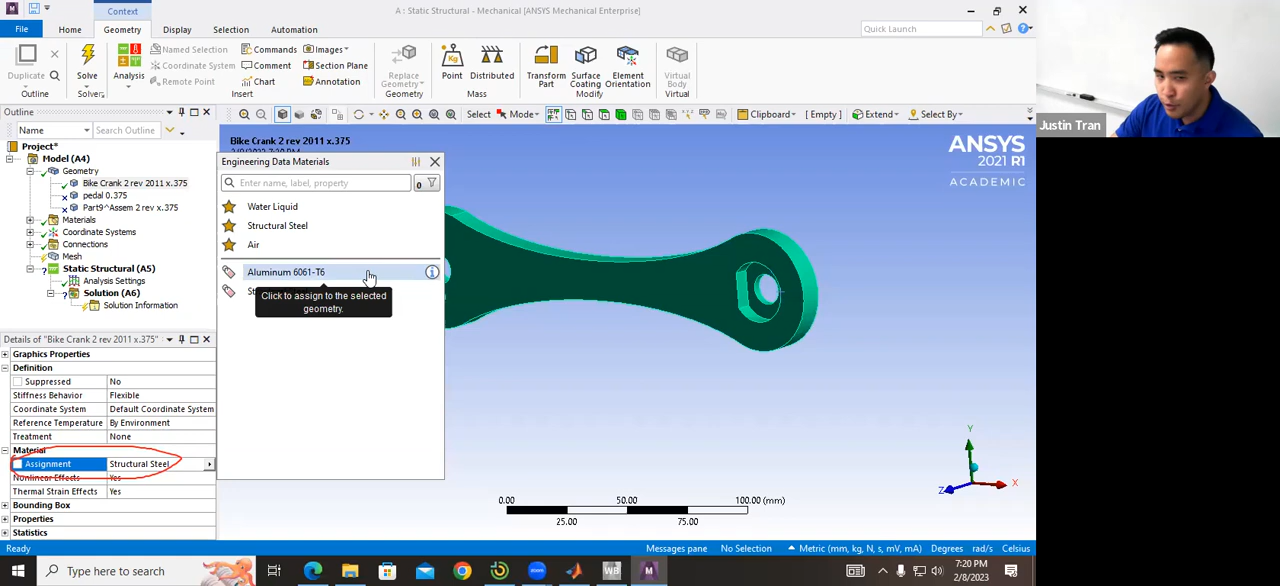 Context
A : Static Structural - Mechanical [ANSYS Mechanical Enterprise]
File
Home
Geometry
Display
Selection
Automation
Quick Launch
Duplicate
Outline
Solve
Solver
Analysis
Named Selection
Coordinate System
Remote Point
Commands
Comment
Chart
Images
Section Plane
Annotation
Insert
Replace
Geometry
Geometry
Point
Distributed
Mass
Transform
Part
Surface
Coating
Element
Orientation
Modify
Virtual
Body
Virtual
Outline
Select
Mode
Clipboard
[ Empty ]
Extend
Select By
Name
Search Outline
Project*
Model (A4)
Geometry
Bike Crank 2 rev 2011 x.375
pedal 0.375
Part9^Assem 2 rev x.375
Materials
Coordinate Systems
Connections
Mesh
Static Structural (A5)
Analysis Settings
Solution (A6)
Solution Information
Details of "Bike Crank 2 rev 2011 x.375"
Graphics Properties
Definition
Suppressed No
Stiffness Behavior Flexible
Coordinate System Default Coordinate System
Reference Temperature By Environment
Treatment None
Material
Assignment Structural Steel
Nonlinear Effects Yes
Thermal Strain Effects Yes
Bounding Box
Properties
Statistics
Bike Crank 2 rev 2011 x.375
Engineering Data Materials
Enter name, label, property
0
Water Liquid
Structural Steel
Air
Aluminum 6061-T6
Click to assign to the selected
geometry.
ANSYS
2021 R1
ACADEMIC
0.00
50.00
100.00 (mm)
25.00
75.00
Y
X
Z
Justin Tran
Ready
Messages pane
No Selection
Metric (mm, kg, N, s, mV, mA)
Degrees
rad/s
Celsius
Type here to search
WB
M
7:20 PM
2/8/2023